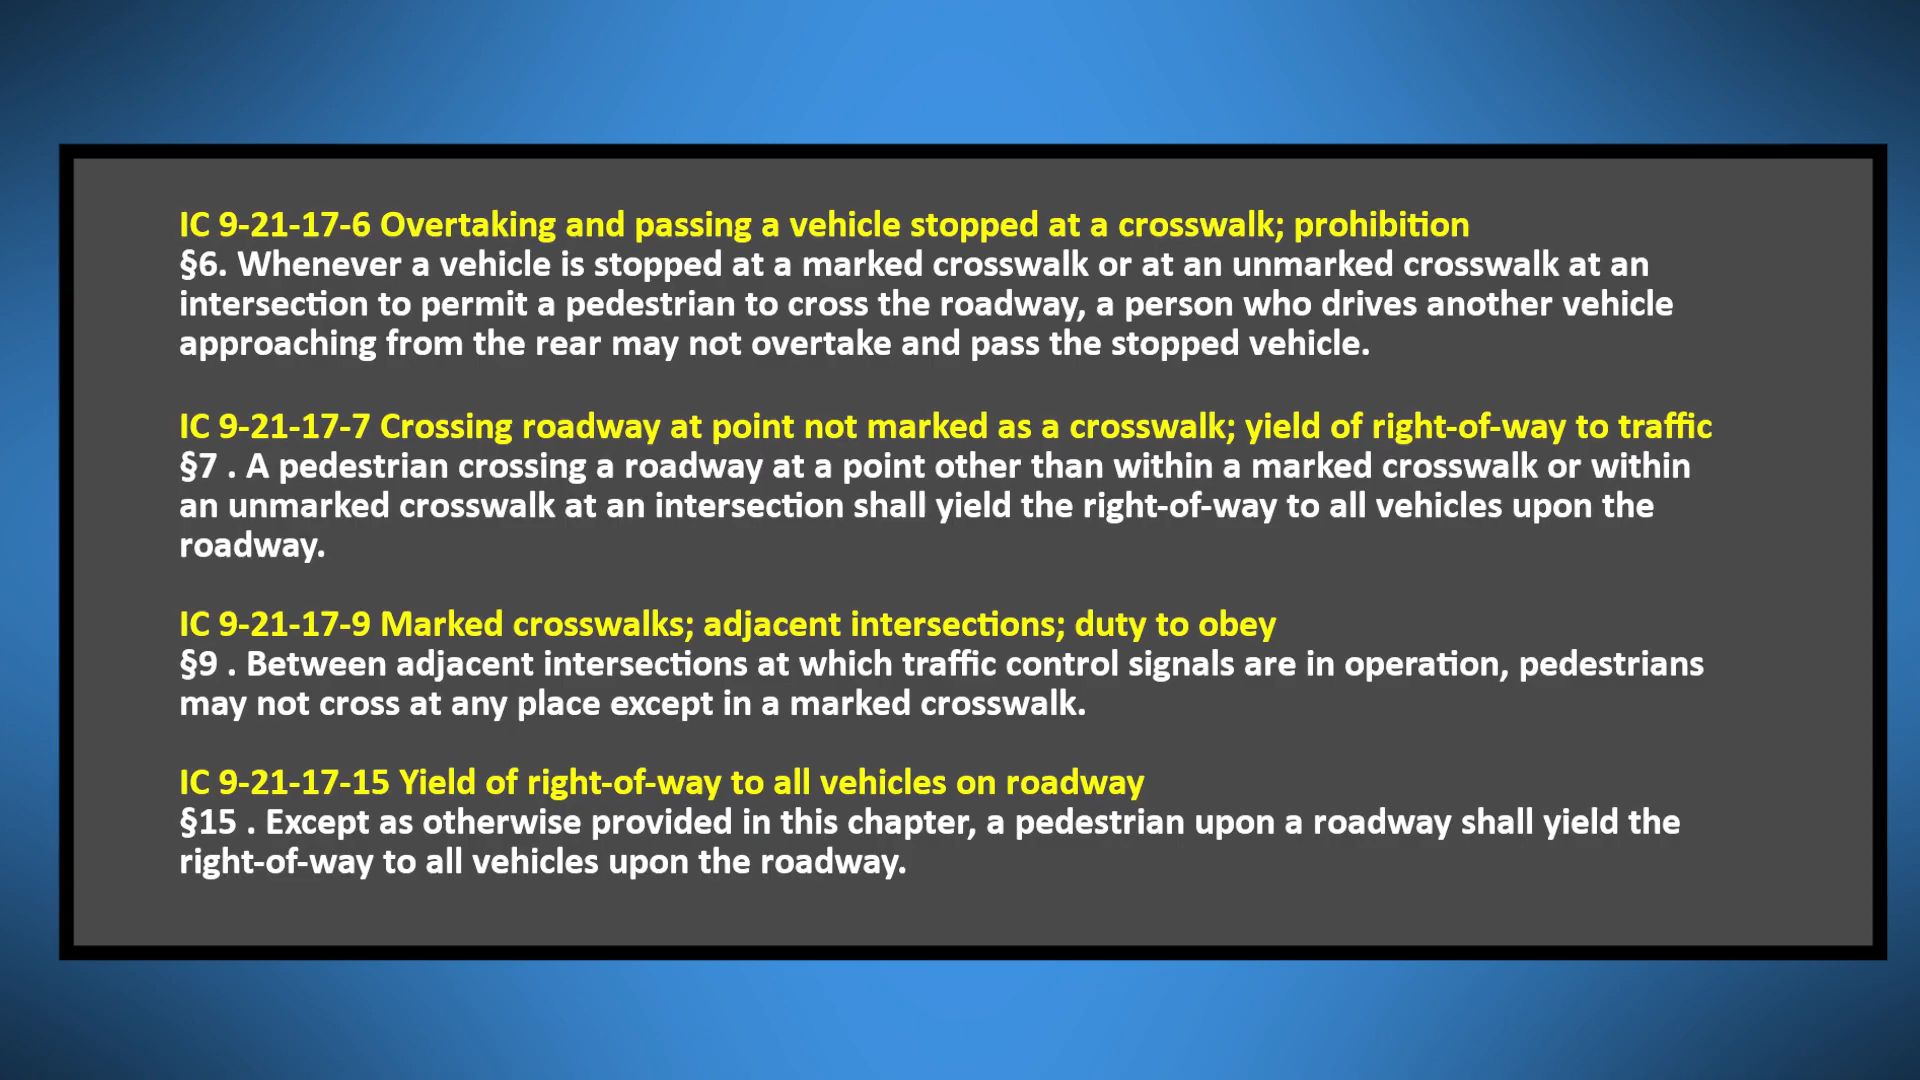 IC 9-21-17-6 Overtaking and passing a vehicle stopped at a crosswalk; prohibition
§6. Whenever a vehicle is stopped at a marked crosswalk or at an unmarked crosswalk at an
intersection to permit a pedestrian to cross the roadway, a person who drives another vehicle
approaching from the rear may not overtake and pass the stopped vehicle.
IC 9-21-17-7 Crossing roadway at point not marked as a crosswalk; yield of right-of-way to traffic
§7 . A pedestrian crossing a roadway at a point other than within a marked crosswalk or within
an unmarked crosswalk at an intersection shall yield the right-of-way to all vehicles upon the
roadway.
IC 9-21-17-9 Marked crosswalks; adjacent intersections; duty to obey
§9 . Between adjacent intersections at which traffic control signals are in operation, pedestrians
may not cross at any place except in a marked crosswalk.
IC 9-21-17-15 Yield of right-of-way to all vehicles on roadway
§15 . Except as otherwise provided in this chapter, a pedestrian upon a roadway shall yield the
right-of-way to all vehicles upon the roadway.